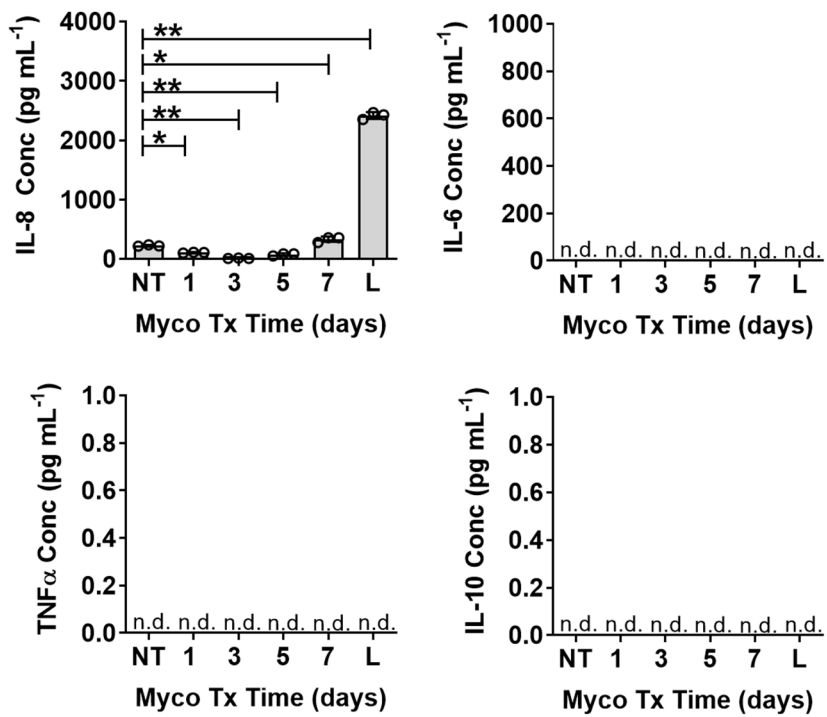 IL-8 Conc (pg mL⁻¹)
4000
3000
2000
1000
0
**
*
**
**
*
NT 1 3 5 7 L
Myco Tx Time (days)
IL-6 Conc (pg mL⁻¹)
1000
800
600
400
200
0
n.d. n.d. n.d. n.d. n.d. n.d.
NT 1 3 5 7 L
Myco Tx Time (days)
TNFα Conc (pg mL⁻¹)
1.0
0.8
0.6
0.4
0.2
0.0
n.d. n.d. n.d. n.d. n.d. n.d.
NT 1 3 5 7 L
Myco Tx Time (days)
IL-10 Conc (pg mL⁻¹)
1.0
0.8
0.6
0.4
0.2
0.0
n.d. n.d. n.d. n.d. n.d. n.d.
NT 1 3 5 7 L
Myco Tx Time (days)